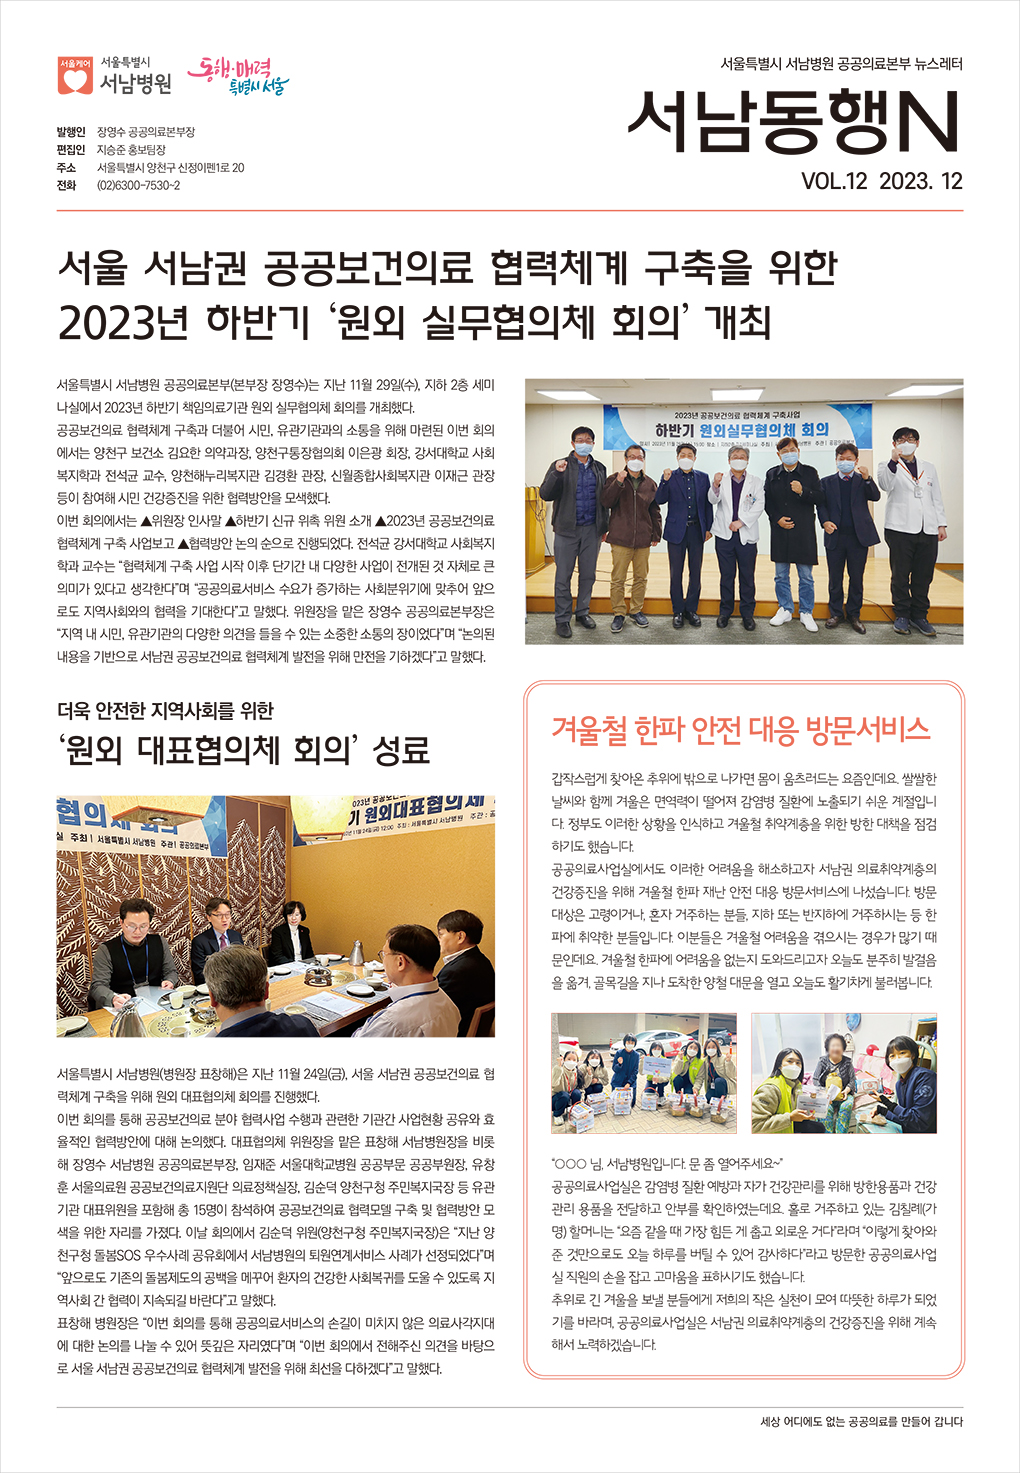 서울케어
서울특별시
서남병원
동행·매력
특별시 서울
발행인 장영수 공공의료본부장
편집인 지승준 홍보팀장
주소 서울특별시 양천구 신정이펜1로 20
전화 (02)6300-7530~2
서울특별시 서남병원 공공의료본부 뉴스레터
서남동행N
VOL.12 2023. 12
서울 서남권 공공보건의료 협력체계 구축을 위한
2023년 하반기 ‘원외 실무협의체 회의’ 개최
서울특별시 서남병원 공공의료본부(본부장 장영수)는 지난 11월 29일(수), 지하 2층 세미
나실에서 2023년 하반기 책임의료기관 원외 실무협의체 회의를 개최했다.
공공보건의료 협력체계 구축과 더불어 시민, 유관기관과의 소통을 위해 마련된 이번 회의
에서는 양천구 보건소 김요한 의약과장, 양천구통장협의회 이은광 회장, 강서대학교 사회
복지학과 전석균 교수, 양천해누리복지관 김경환 관장, 신월종합사회복지관 이재근 관장
등이 참여해 시민 건강증진을 위한 협력방안을 모색했다.
이번 회의에서는 ▲위원장 인사말 ▲하반기 신규 위촉 위원 소개 ▲2023년 공공보건의료
협력체계 구축 사업보고 ▲협력방안 논의 순으로 진행되었다. 전석균 강서대학교 사회복지
학과 교수는 “협력체계 구축 사업 시작 이후 단기간 내 다양한 사업이 전개된 것 자체로 큰
의미가 있다고 생각한다”며 “공공의료서비스 수요가 증가하는 사회분위기에 맞추어 앞으
로도 지역사회와의 협력을 기대한다”고 말했다. 위원장을 맡은 장영수 공공의료본부장은
“지역 내 시민, 유관기관의 다양한 의견을 들을 수 있는 소중한 소통의 장이었다”며 “논의된
내용을 기반으로 서남권 공공보건의료 협력체계 발전을 위해 만전을 기하겠다”고 말했다.
2023년 공공보건의료 협력체계 구축사업
하반기 원외실무협의체 회의
더욱 안전한 지역사회를 위한
‘원외 대표협의체 회의’ 성료
협의체 회의
주최 | 서울특별시 서남병원 주관 | 공공의료본부
기 원외대표협의체
서울특별시 서남병원(병원장 표창해)은 지난 11월 24일(금), 서울 서남권 공공보건의료 협
력체계 구축을 위해 원외 대표협의체 회의를 진행했다.
이번 회의를 통해 공공보건의료 분야 협력사업 수행과 관련한 기관간 사업현황 공유와 효
율적인 협력방안에 대해 논의했다. 대표협의체 위원장을 맡은 표창해 서남병원장을 비롯
해 장영수 서남병원 공공의료본부장, 임재준 서울대학교병원 공공부문 공공부원장, 유창
훈 서울의료원 공공보건의료지원단 의료정책실장, 김순덕 양천구청 주민복지국장 등 유관
기관 대표위원을 포함해 총 15명이 참석하여 공공보건의료 협력모델 구축 및 협력방안 모
색을 위한 자리를 가졌다. 이날 회의에서 김순덕 위원(양천구청 주민복지국장)은 “지난 양
천구청 돌봄SOS 우수사례 공유회에서 서남병원의 퇴원연계서비스 사례가 선정되었다”며
“앞으로도 기존의 돌봄제도의 공백을 메꾸어 환자의 건강한 사회복귀를 도울 수 있도록 지
역사회 간 협력이 지속되길 바란다”고 말했다.
표창해 병원장은 “이번 회의를 통해 공공의료서비스의 손길이 미치지 않은 의료사각지대
에 대한 논의를 나눌 수 있어 뜻깊은 자리였다”며 “이번 회의에서 전해주신 의견을 바탕으
로 서울 서남권 공공보건의료 협력체계 발전을 위해 최선을 다하겠다”고 말했다.
겨울철 한파 안전 대응 방문서비스
갑작스럽게 찾아온 추위에 밖으로 나가면 몸이 움츠러드는 요즘인데요. 쌀쌀한
날씨와 함께 겨울은 면역력이 떨어져 감염병 질환에 노출되기 쉬운 계절입니
다. 정부도 이러한 상황을 인식하고 겨울철 취약계층을 위한 방한 대책을 점검
하기도 했습니다.
공공의료사업실에서도 이러한 어려움을 해소하고자 서남권 의료취약계층의
건강증진을 위해 겨울철 한파 재난 안전 대응 방문서비스에 나섰습니다. 방문
대상은 고령이거나, 혼자 거주하는 분들, 지하 또는 반지하에 거주하시는 등 한
파에 취약한 분들입니다. 이분들은 겨울철 어려움을 겪으시는 경우가 많기 때
문인데요. 겨울철 한파에 어려움을 없는지 도와드리고자 오늘도 분주히 발걸음
을 옮겨, 골목길을 지나 도착한 양철 대문을 열고 오늘도 활기차게 불러봅니다.
“○○○ 님, 서남병원입니다. 문 좀 열어주세요~”
공공의료사업실은 감염병 질환 예방과 자가 건강관리를 위해 방한용품과 건강
관리 용품을 전달하고 안부를 확인하였는데요. 홀로 거주하고 있는 김칠례(가
명) 할머니는 “요즘 같을 때 가장 힘든 게 춥고 외로운 거다”라며 “이렇게 찾아와
준 것만으로도 오늘 하루를 버틸 수 있어 감사하다”라고 방문한 공공의료사업
실 직원의 손을 잡고 고마움을 표하시기도 했습니다.
추위로 긴 겨울을 보낼 분들에게 저희의 작은 실천이 모여 따뜻한 하루가 되었
기를 바라며, 공공의료사업실은 서남권 의료취약계층의 건강증진을 위해 계속
해서 노력하겠습니다.
세상 어디에도 없는 공공의료를 만들어 갑니다